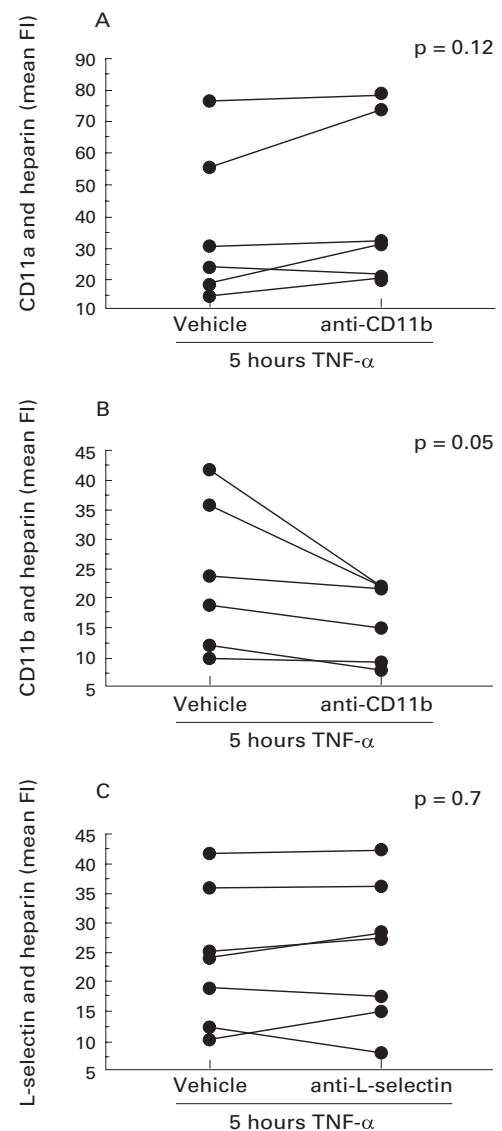 A
p = 0.12
CD11a and heparin (mean FI)
90
80
70
60
50
40
30
20
10
Vehicle anti-CD11b
5 hours TNF-α
B
p = 0.05
CD11b and heparin (mean FI)
45
40
35
30
25
20
15
10
5
Vehicle anti-CD11b
5 hours TNF-α
C
p = 0.7
L-selectin and heparin (mean FI)
45
40
35
30
25
20
15
10
5
Vehicle anti-L-selectin
5 hours TNF-α